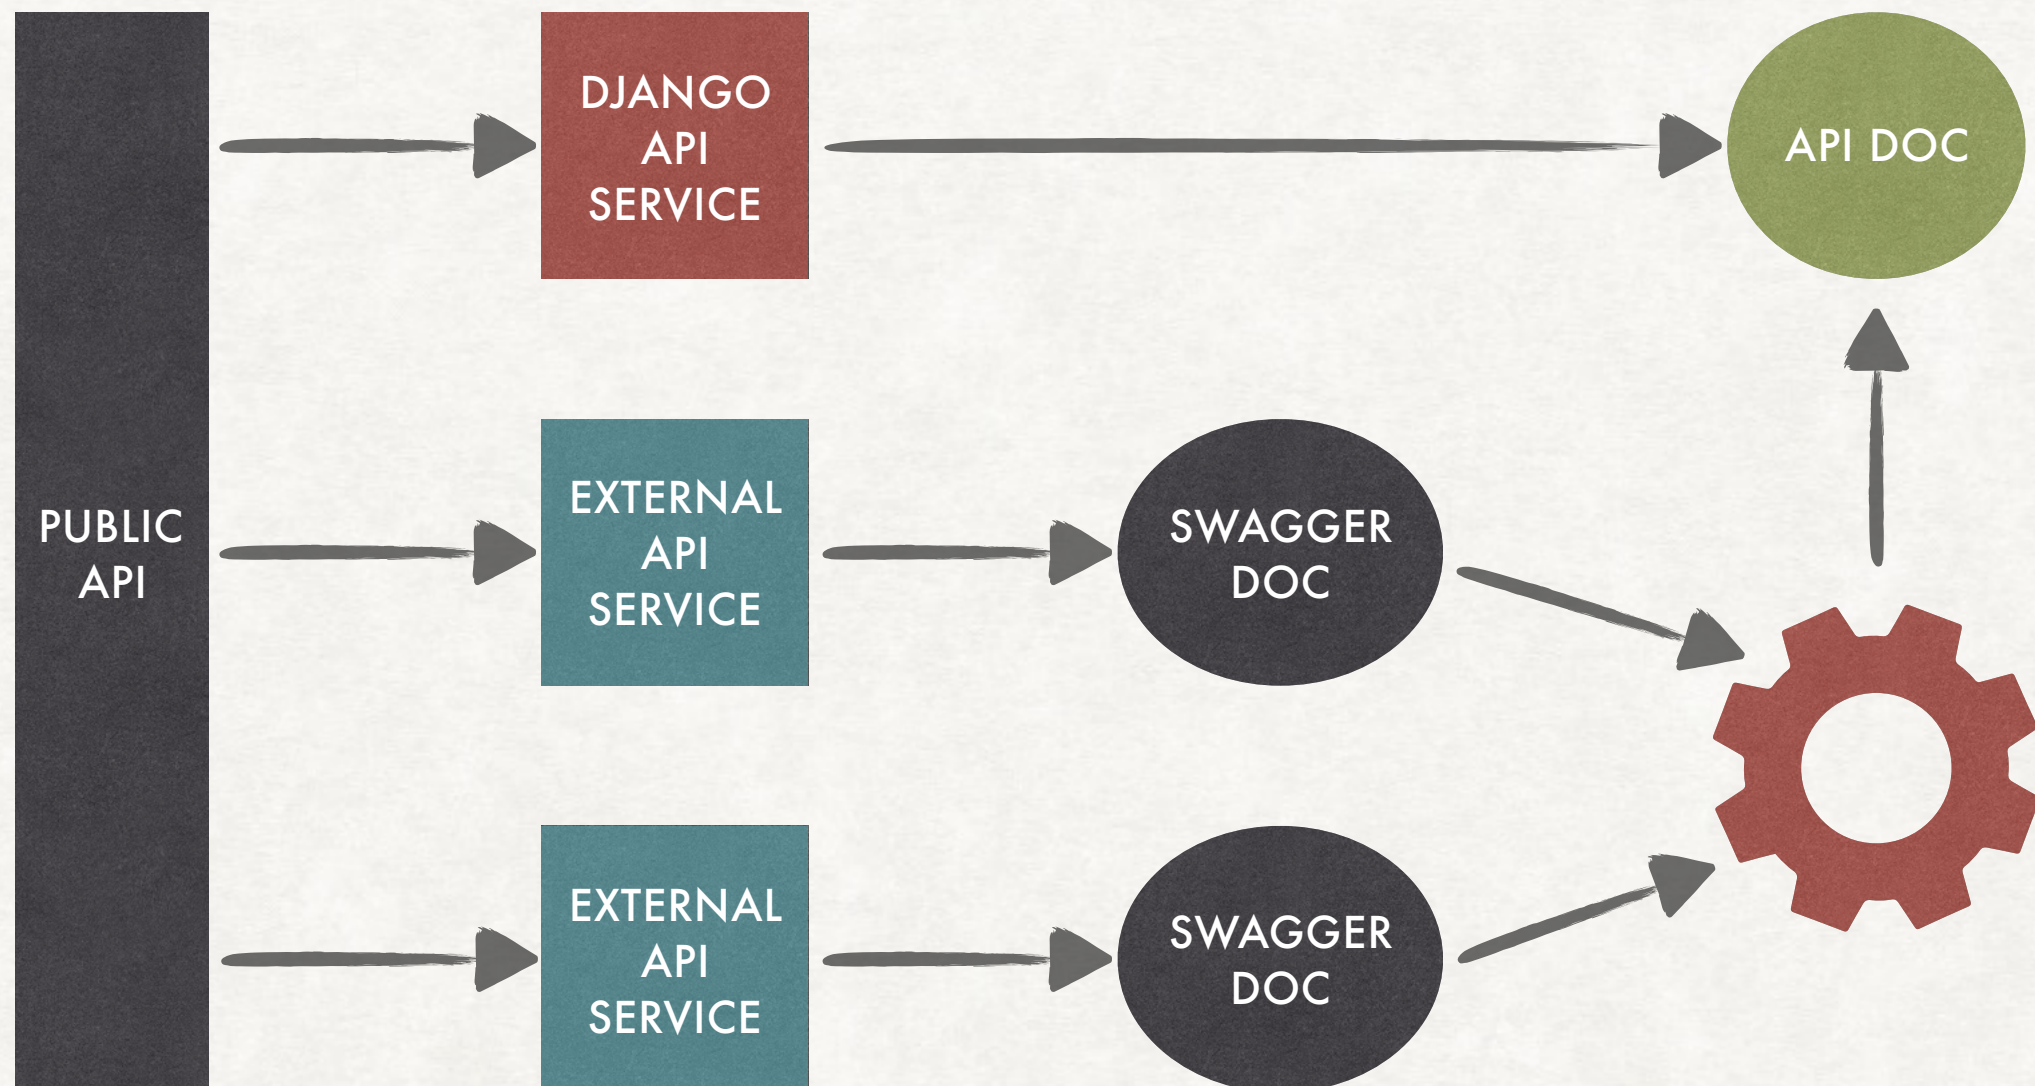 PUBLIC
API
DJANGO
API
SERVICE
API DOC
EXTERNAL
API
SERVICE
SWAGGER
DOC
EXTERNAL
API
SERVICE
SWAGGER
DOC